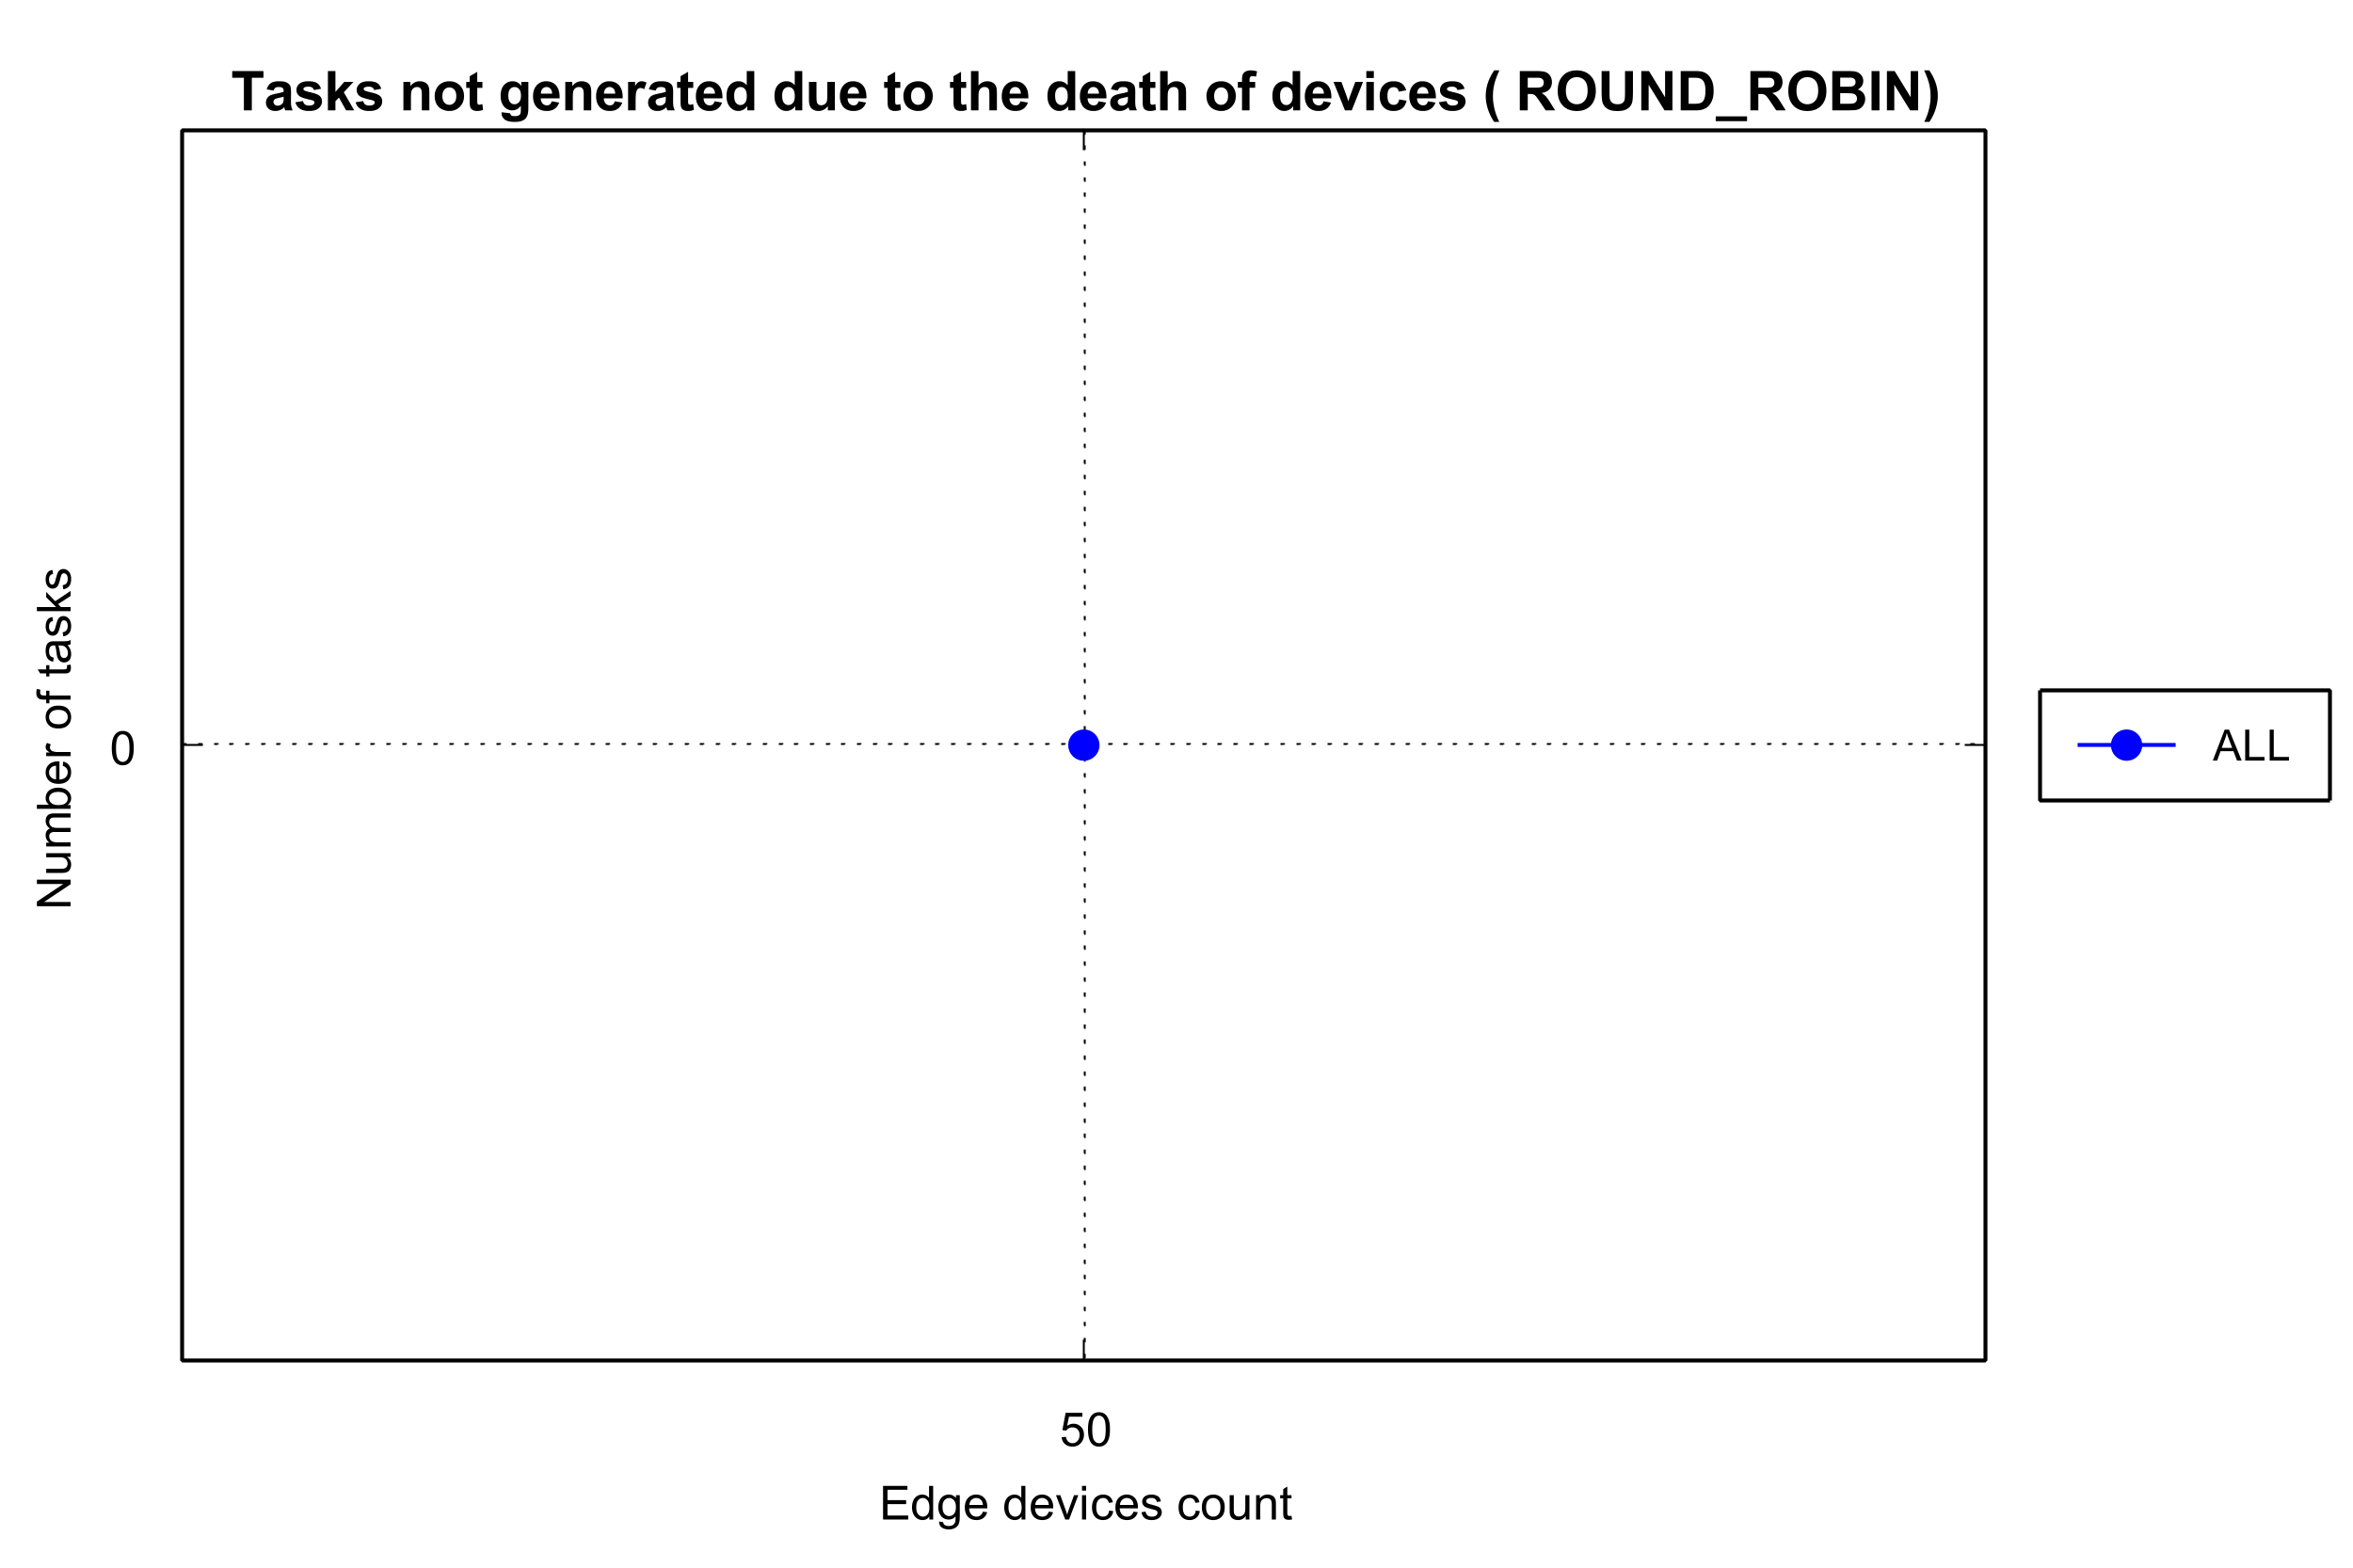 Tasks not generated due to the death of devices ( ROUND_ROBIN)
Number of tasks
0
ALL
50
Edge devices count